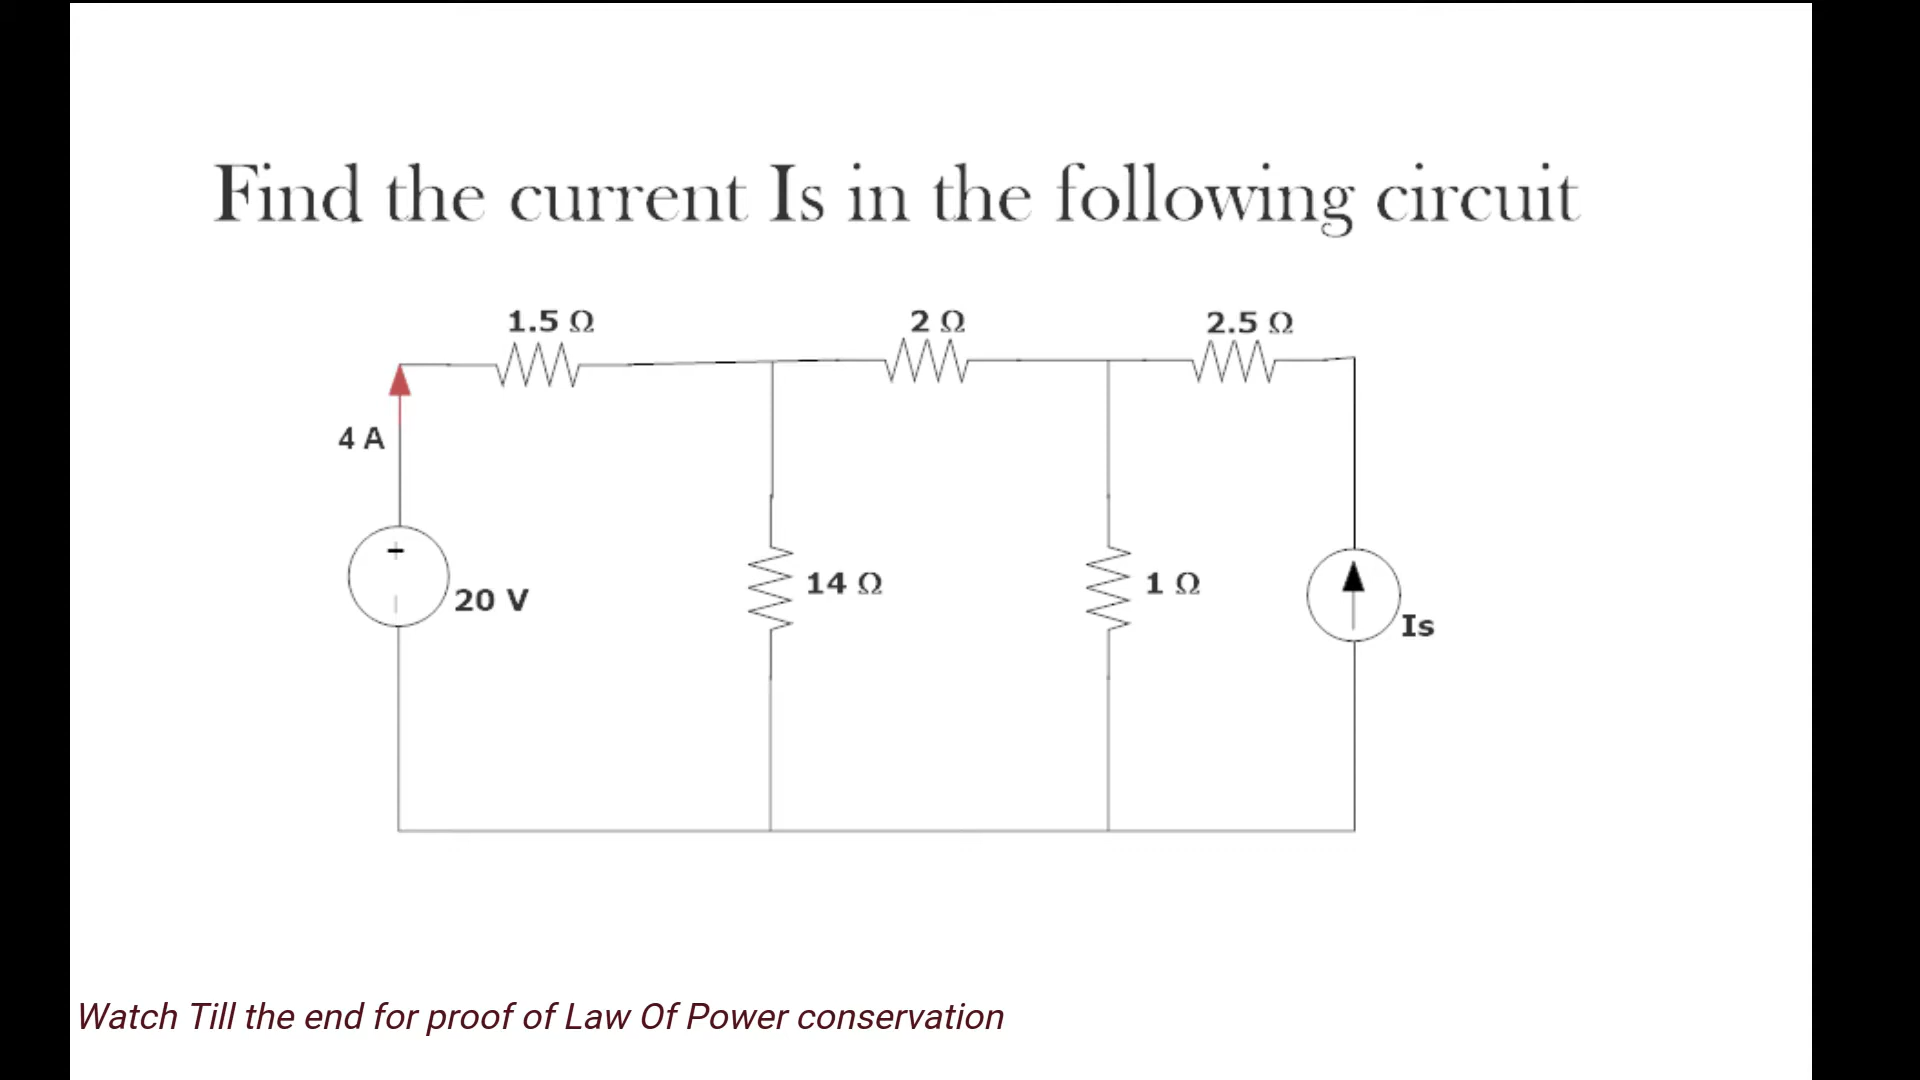 Find the current Is in the following circuit
1.5 Ω
2 Ω
2.5 Ω
4 A
+
-
20 V
14 Ω
1 Ω
Is
Watch Till the end for proof of Law Of Power conservation